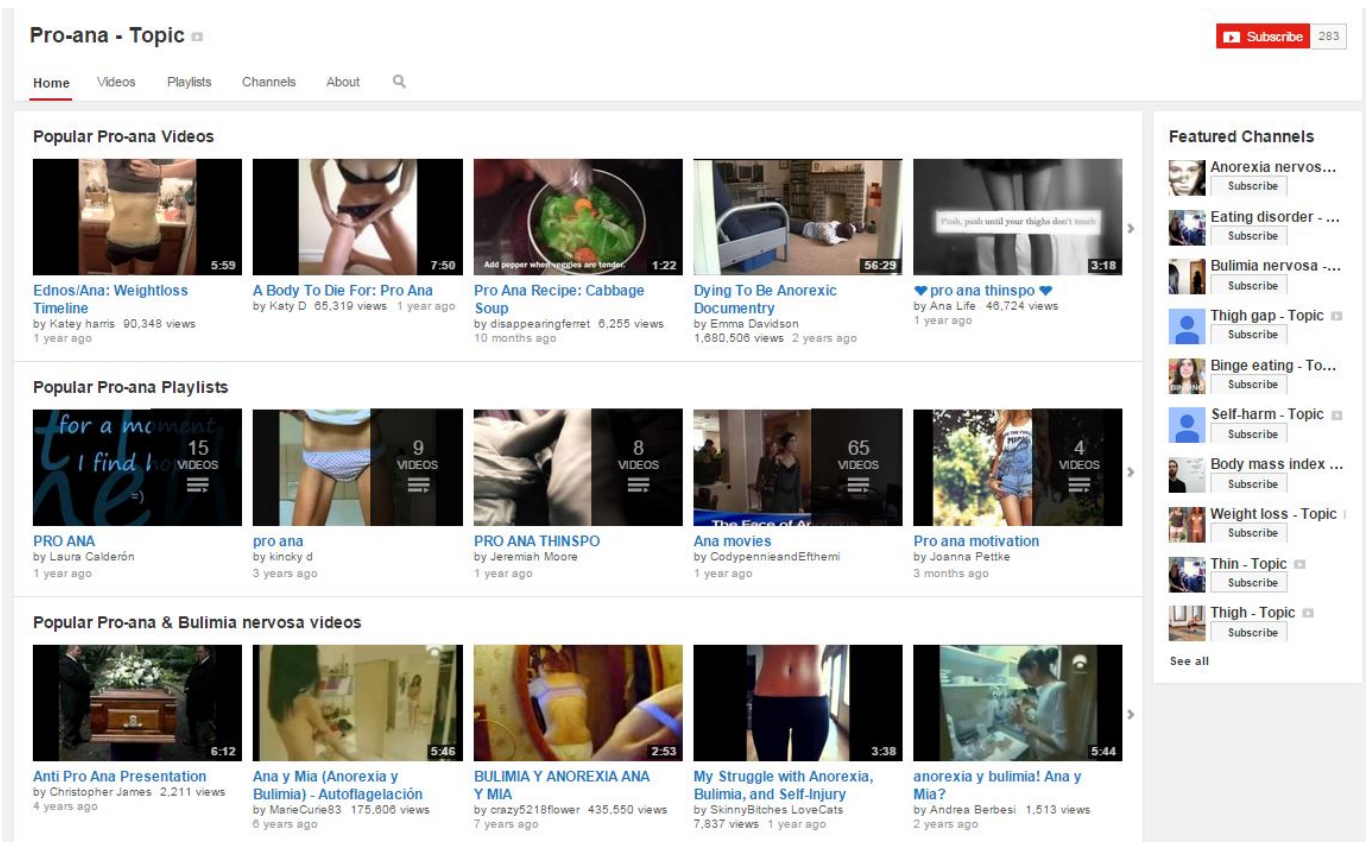 Pro-ana - Topic
Subscribe 283
Home Videos Playlists Channels About
Popular Pro-ana Videos
5:59
7:50
Add pepper when veggies are tender. 1:22
56:29
Push, push until your thighs don't touch
3:18
Ednos/Ana: Weightloss
Timeline
by Katey harris 90,348 views
1 year ago
A Body To Die For: Pro Ana
by Katy D 65,319 views 1 year ago
Pro Ana Recipe: Cabbage
Soup
by disappearingferret 6,255 views
10 months ago
Dying To Be Anorexic
Documentry
by Emma Davidson
1,680,506 views 2 years ago
❤ pro ana thinspo ❤
by Ana Life 46,724 views
1 year ago
Popular Pro-ana Playlists
for a moment
I find
=)
15
VIDEOS
9
VIDEOS
8
VIDEOS
65
VIDEOS
The Face of
4
VIDEOS
PRO ANA
by Laura Calderón
1 year ago
pro ana
by kincky d
3 years ago
PRO ANA THINSPO
by Jeremiah Moore
1 year ago
Ana movies
by CodypennieandEfthemi
1 year ago
Pro ana motivation
by Joanna Pettke
3 months ago
Popular Pro-ana & Bulimia nervosa videos
6:12
5:46
2:53
3:38
5:44
Anti Pro Ana Presentation
by Christopher James 2,211 views
4 years ago
Ana y Mia (Anorexia y
Bulimia) - Autoflagelación
by MarieCurie83 175,606 views
6 years ago
BULIMIA Y ANOREXIA ANA
Y MIA
by crazy5218flower 435,550 views
7 years ago
My Struggle with Anorexia,
Bulimia, and Self-Injury
by SkinnyBitches LoveCats
7,837 views 1 year ago
anorexia y bulimia! Ana y
Mia?
by Andrea Berbesi 1,513 views
2 years ago
Featured Channels
Anorexia nervos...
Subscribe
Eating disorder - ...
Subscribe
Bulimia nervosa -...
Subscribe
Thigh gap - Topic
Subscribe
Binge eating - To...
Subscribe
Self-harm - Topic
Subscribe
Body mass index ...
Subscribe
Weight loss - Topic
Subscribe
Thin - Topic
Subscribe
Thigh - Topic
Subscribe
See all